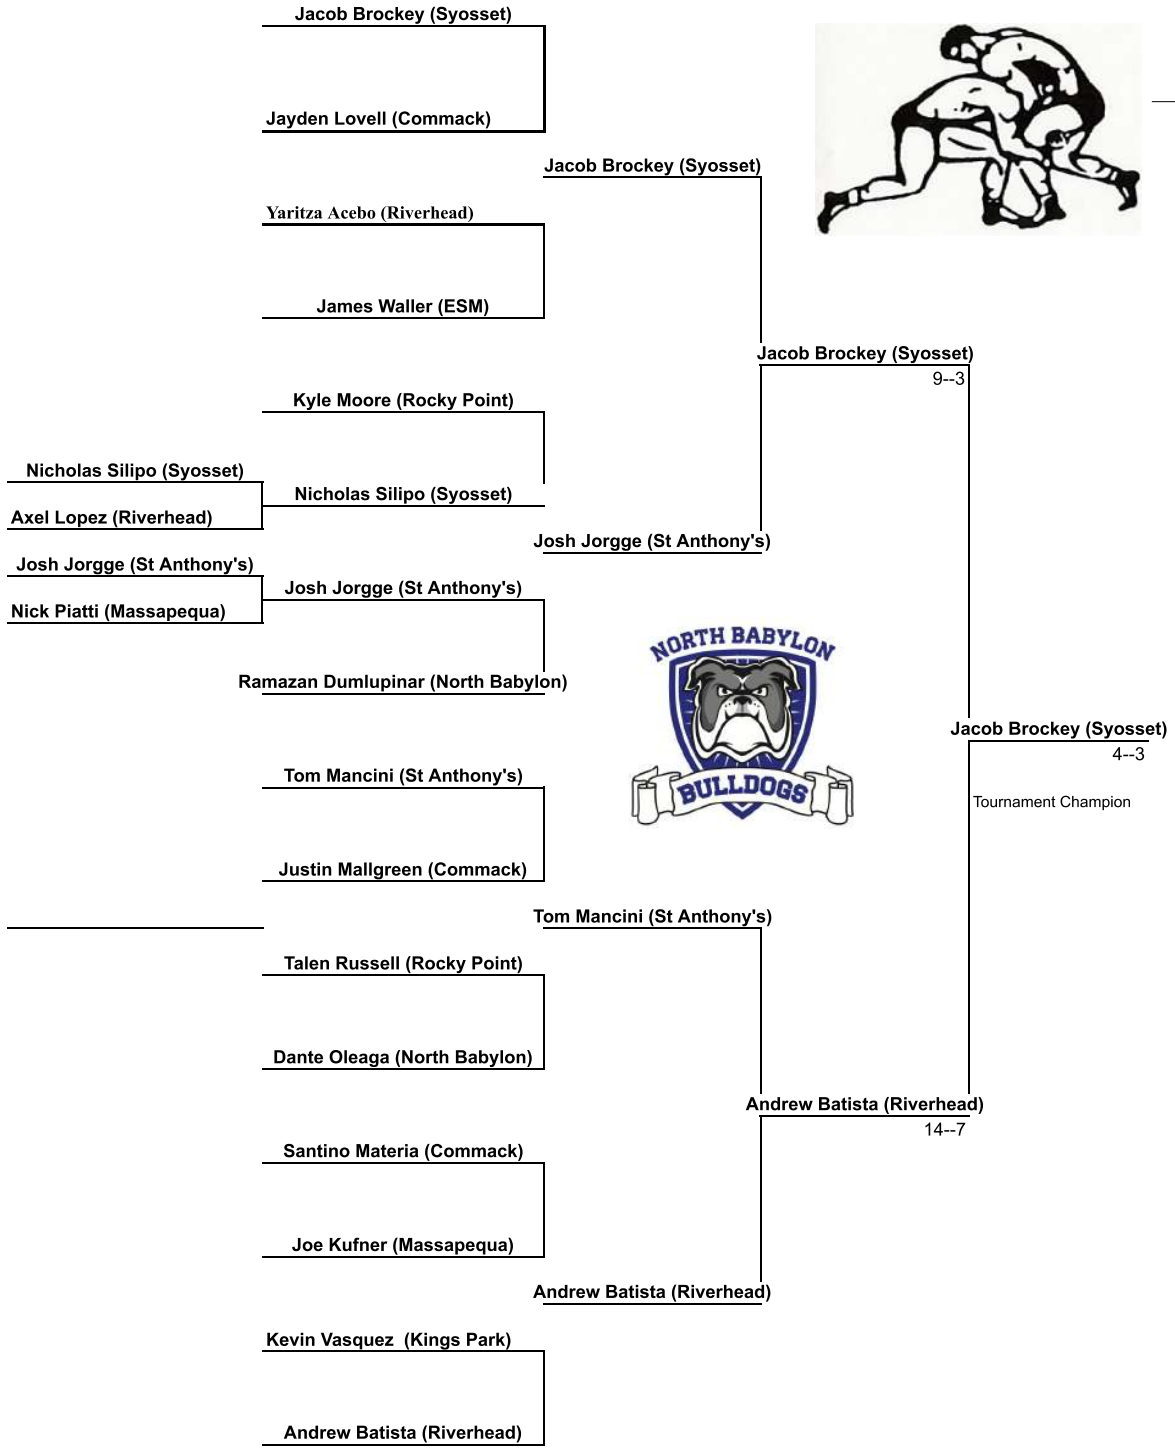 Jacob Brockey (Syosset)
Jayden Lovell (Commack)
Jacob Brockey (Syosset)
Yaritza Acebo (Riverhead)
James Waller (ESM)
Jacob Brockey (Syosset)
9--3
Kyle Moore (Rocky Point)
Nicholas Silipo (Syosset)
Nicholas Silipo (Syosset)
Axel Lopez (Riverhead)
Josh Jorgge (St Anthony's)
Josh Jorgge (St Anthony's)
Josh Jorgge (St Anthony's)
Nick Piatti (Massapequa)
NORTH BABYLON
Ramazan Dumlupinar (North Babylon)
Jacob Brockey (Syosset)
4--3
Tom Mancini (St Anthony's)
BULLDOGS
Tournament Champion
Justin Mallgreen (Commack)
Tom Mancini (St Anthony's)
Talen Russell (Rocky Point)
Dante Oleaga (North Babylon)
Andrew Batista (Riverhead)
14--7
Santino Materia (Commack)
Joe Kufner (Massapequa)
Andrew Batista (Riverhead)
Kevin Vasquez  (Kings Park)
Andrew Batista (Riverhead)